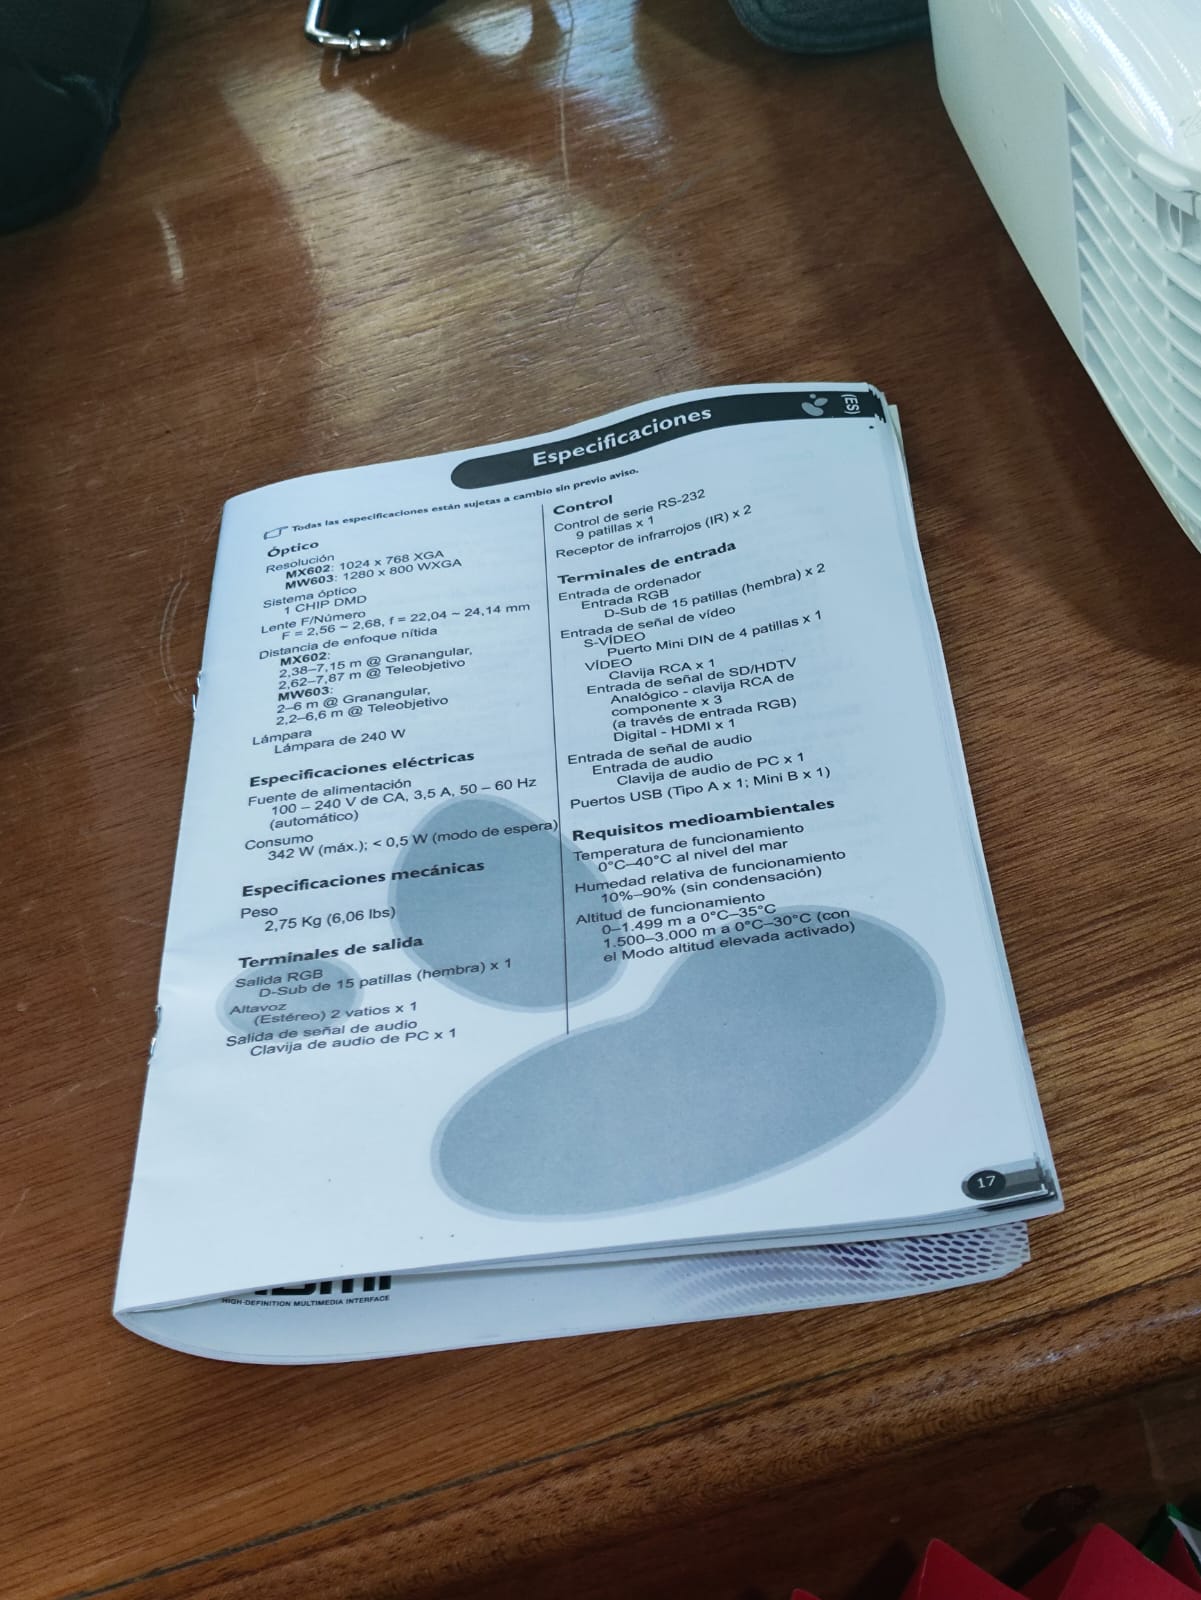 Especificaciones
(ES)
Todas las especificaciones están sujetas a cambio sin previo aviso.
Óptico
Resolución
MX602: 1024 x 768 XGA
MW603: 1280 x 800 WXGA
Sistema óptico
1 CHIP DMD
Lente F/Número
F = 2,56 ~ 2,68, f = 22,04 ~ 24,14 mm
Distancia de enfoque nítida
MX602:
2,38–7,15 m @ Granangular,
2,62–7,87 m @ Teleobjetivo
MW603:
2–6 m @ Granangular,
2,2–6,6 m @ Teleobjetivo
Lámpara
Lámpara de 240 W
Especificaciones eléctricas
Fuente de alimentación
100 – 240 V de CA, 3,5 A, 50 – 60 Hz
(automático)
Consumo
342 W (máx.); < 0,5 W (modo de espera)
Especificaciones mecánicas
Peso
2,75 Kg (6,06 lbs)
Terminales de salida
Salida RGB
D-Sub de 15 patillas (hembra) x 1
Altavoz
(Estéreo) 2 vatios x 1
Salida de señal de audio
Clavija de audio de PC x 1
Control
Control de serie RS-232
9 patillas x 1
Receptor de infrarrojos (IR) x 2
Terminales de entrada
Entrada de ordenador
Entrada RGB
D-Sub de 15 patillas (hembra) x 2
Entrada de señal de vídeo
S-VÍDEO
Puerto Mini DIN de 4 patillas x 1
VÍDEO
Clavija RCA x 1
Entrada de señal de SD/HDTV
Analógico - clavija RCA de
componente x 3
(a través de entrada RGB)
Digital - HDMI x 1
Entrada de señal de audio
Entrada de audio
Clavija de audio de PC x 1
Puertos USB (Tipo A x 1; Mini B x 1)
Requisitos medioambientales
Temperatura de funcionamiento
0°C–40°C al nivel del mar
Humedad relativa de funcionamiento
10%–90% (sin condensación)
Altitud de funcionamiento
0–1.499 m a 0°C–35°C
1.500–3.000 m a 0°C–30°C (con
el Modo altitud elevada activado)
17
HIGH-DEFINITION MULTIMEDIA INTERFACE